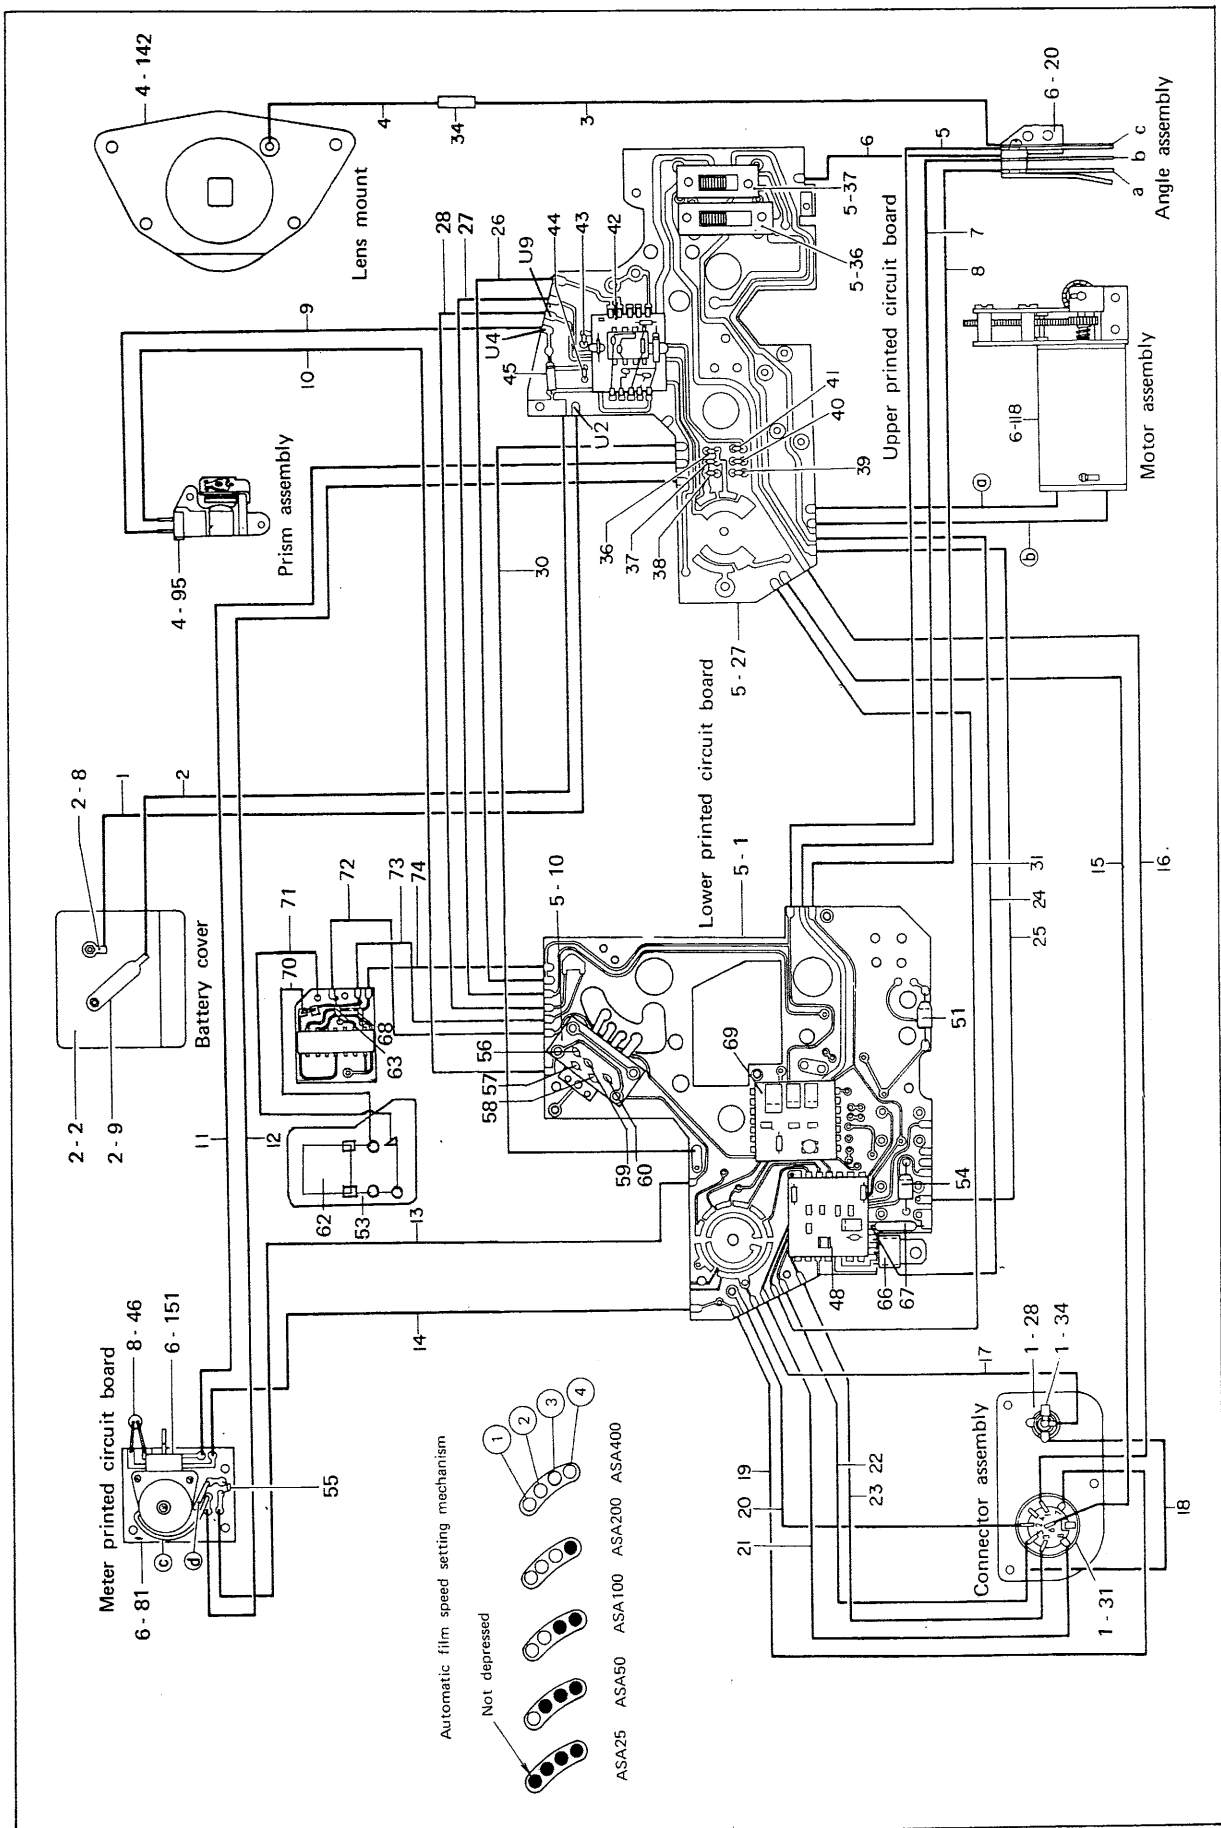 4 - 142
Lens mount
4
34
3
6 - 20
c
b
a
Angle assembly
5
6
5-37
5-36
Upper printed circuit board
7
8
28
27
26
44
U9
43
42
9
10
U4
45
U2
41
40
39
36
37
38
6-118
Motor assembly
a
b
4 - 95
Prism assembly
30
5 - 27
Lower printed circuit board
5 - 1
2 - 8
1
2
Battery cover
2 - 2
2 - 9
71
70
72
73
74
5 - 10
68
63
56
57
58
59
60
69
51
54
31
24
25
15
16.
11
12
62
53
13
14
48
66
67
Meter printed circuit board
8 - 46
6 - 151
55
c
d
6 - 81
17
1 - 28
1 - 34
Connector assembly
19
20
21
22
23
18
1 - 31
Automatic film speed setting mechanism
Not depressed
1
2
3
4
ASA25 ASA50 ASA100 ASA200 ASA400